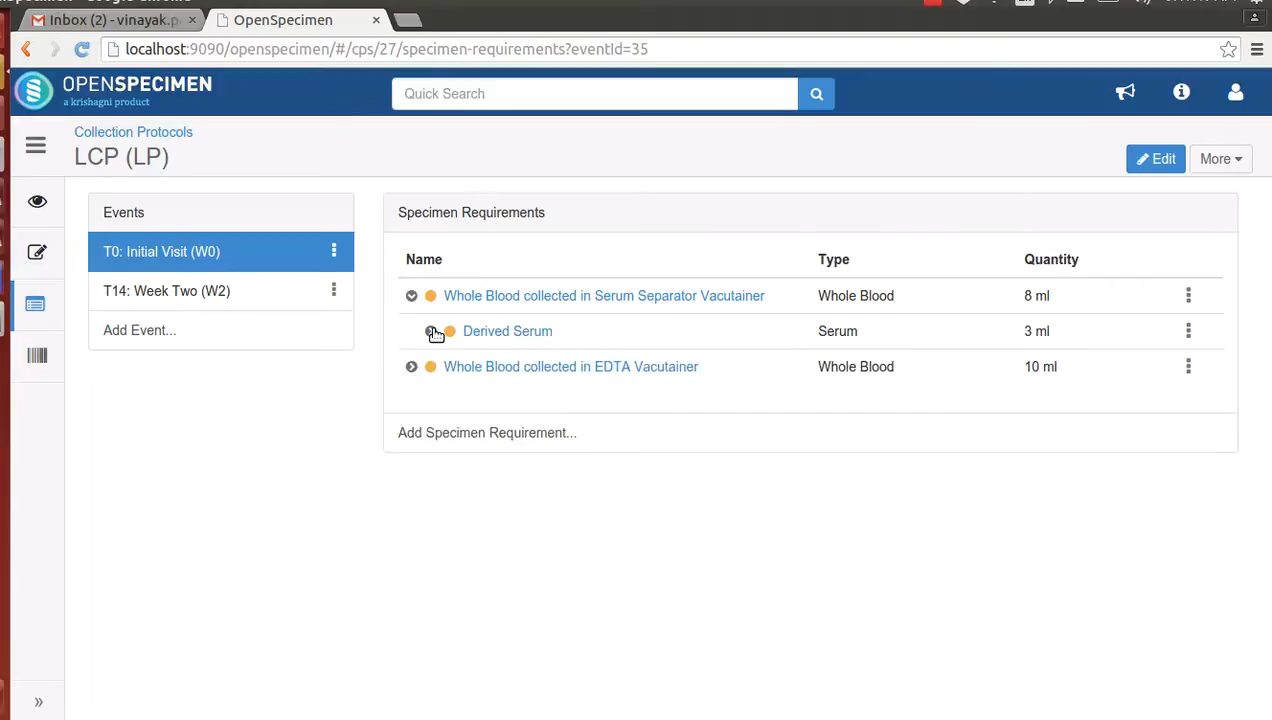 Inbox (2) - vinayak.p
OpenSpecimen
localhost:9090/openspecimen/#/cps/27/specimen-requirements?eventId=35
OPENSPECIMEN
a krishagni product
Quick Search
Collection Protocols
LCP (LP)
Edit
More
Events
T0: Initial Visit (W0)
T14: Week Two (W2)
Add Event...
Specimen Requirements
Name Type Quantity
Whole Blood collected in Serum Separator Vacutainer Whole Blood 8 ml
Derived Serum Serum 3 ml
Whole Blood collected in EDTA Vacutainer Whole Blood 10 ml
Add Specimen Requirement...